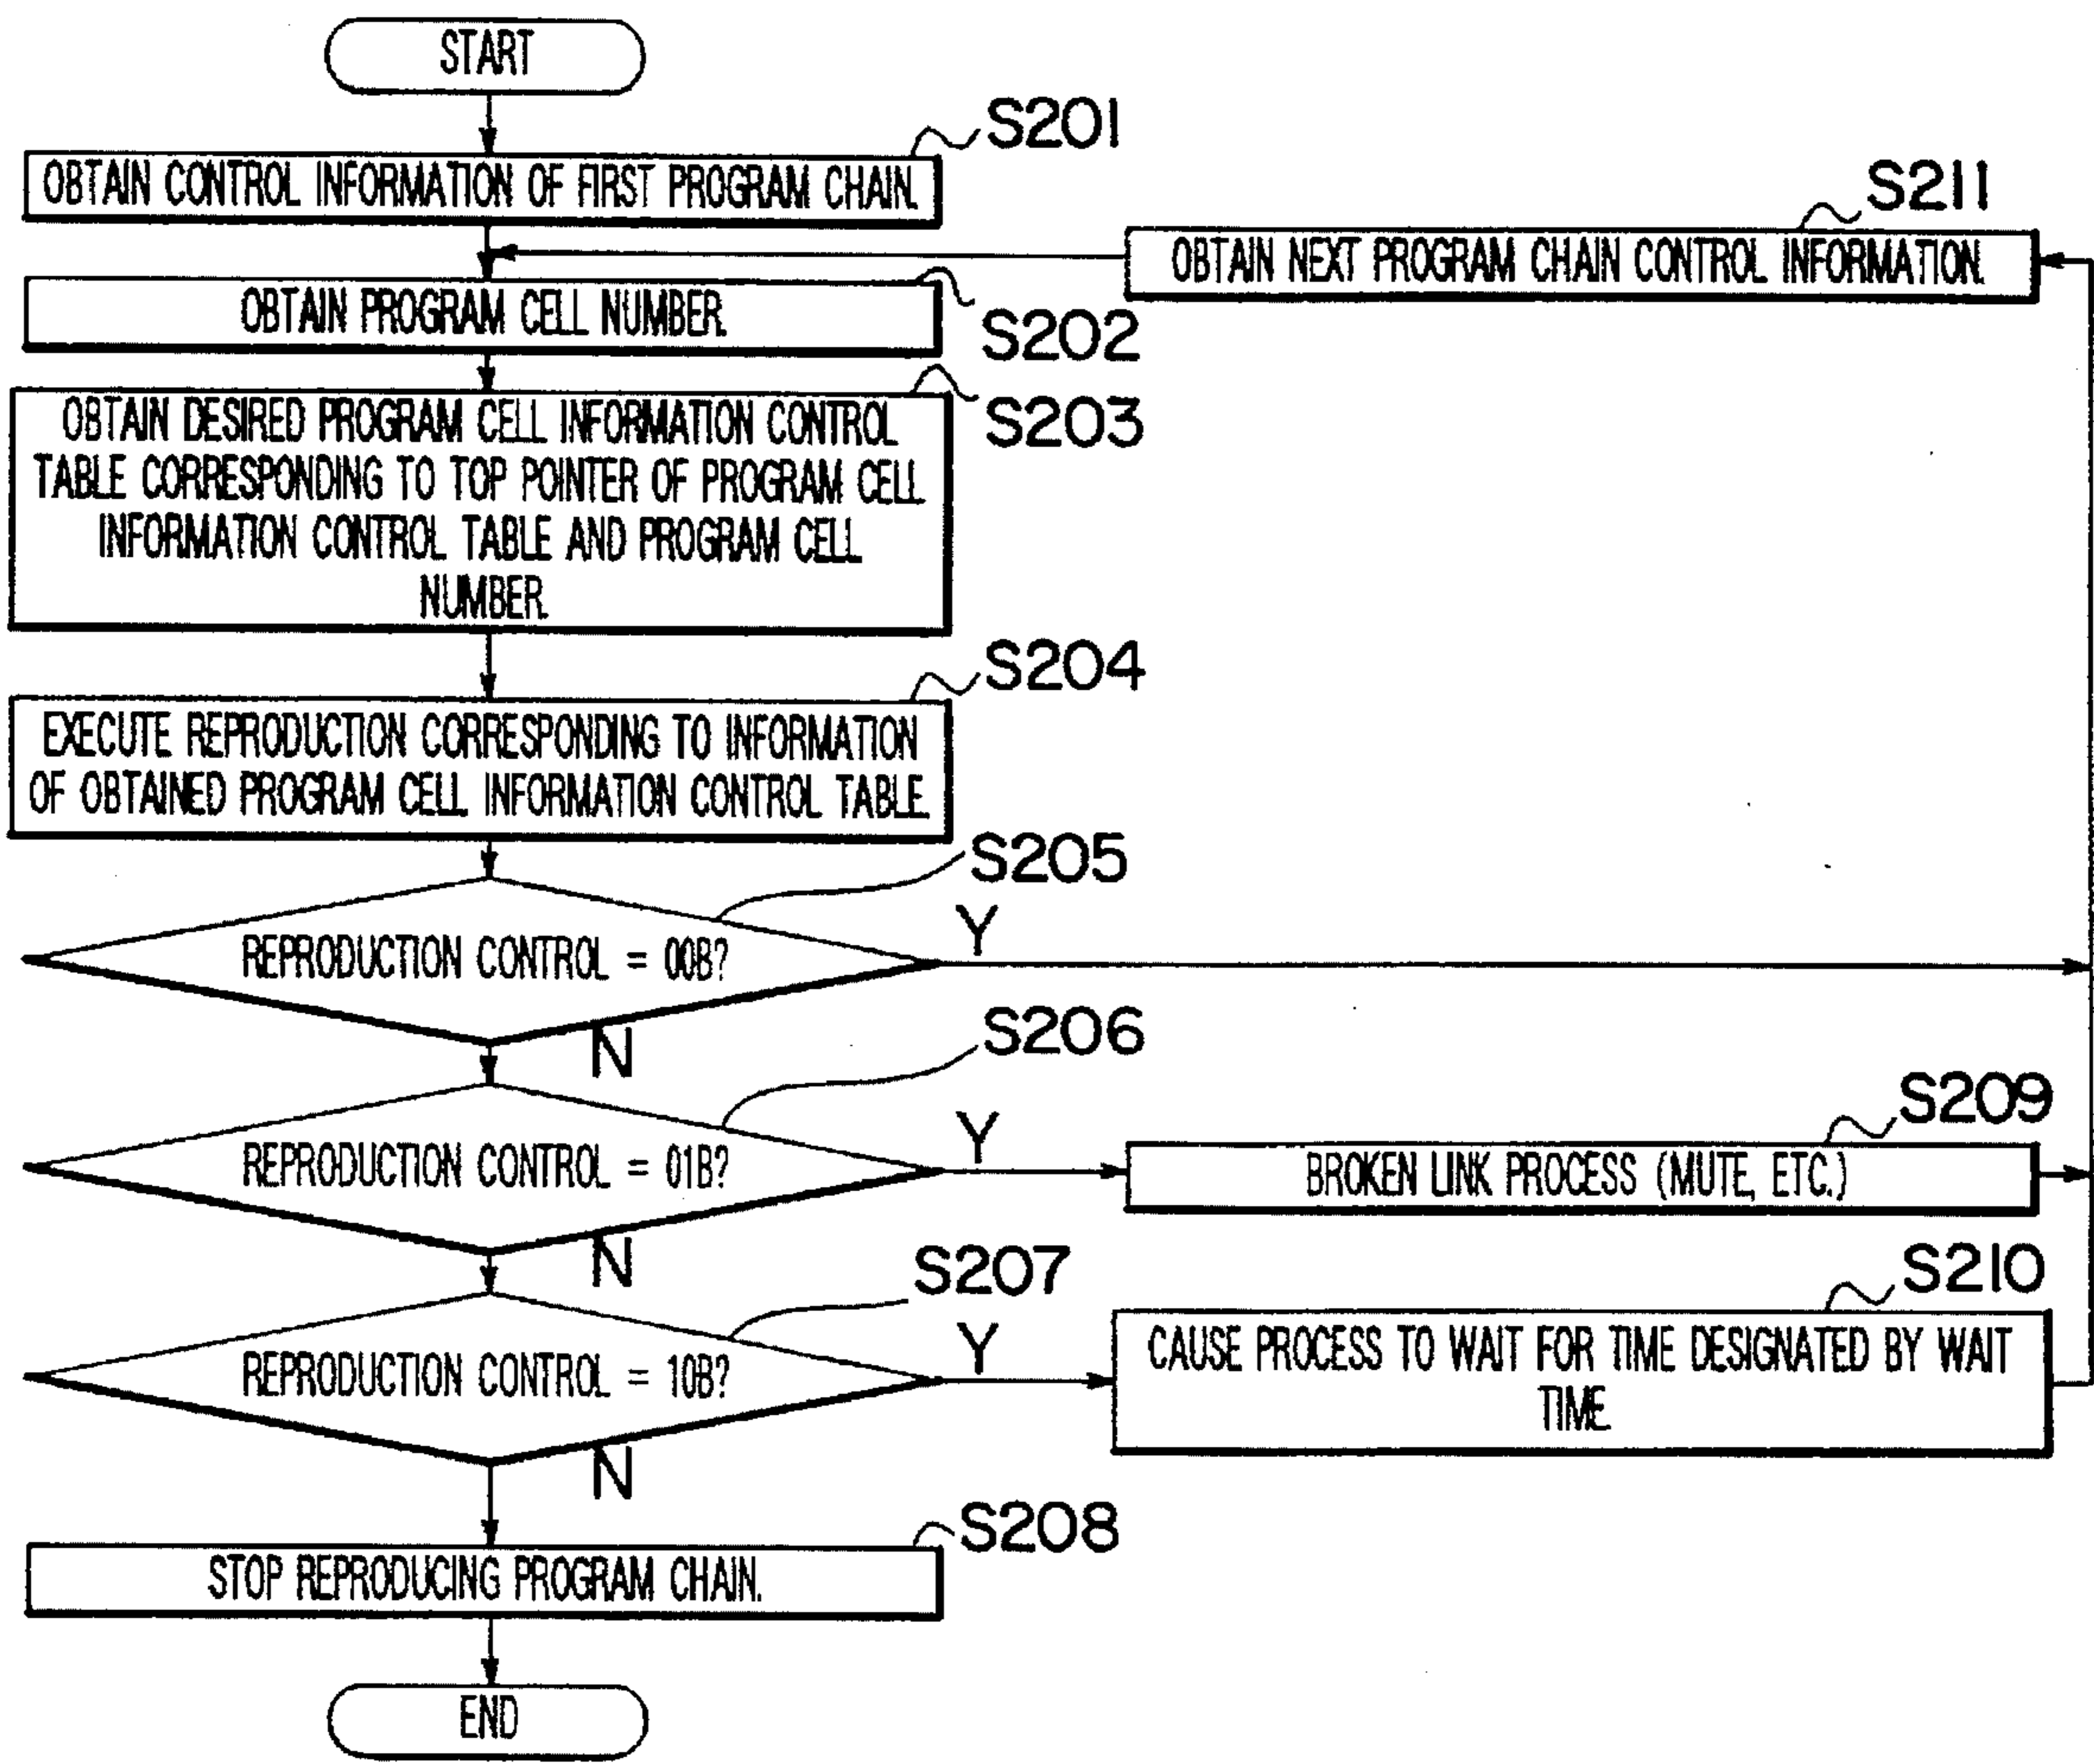 START
S201
OBTAIN CONTROL INFORMATION OF FIRST PROGRAM CHAIN.
S211
OBTAIN NEXT PROGRAM CHAIN CONTROL INFORMATION.
OBTAIN PROGRAM CELL NUMBER.
S202
S203
OBTAIN DESIRED PROGRAM CELL INFORMATION CONTROL
TABLE CORRESPONDING TO TOP POINTER OF PROGRAM CELL
INFORMATION CONTROL TABLE AND PROGRAM CELL
NUMBER.
S204
EXECUTE REPRODUCTION CORRESPONDING TO INFORMATION
OF OBTAINED PROGRAM CELL INFORMATION CONTROL TABLE.
S205
REPRODUCTION CONTROL = 00B?
Y
N
S206
REPRODUCTION CONTROL = 01B?
Y
S209
BROKEN LINK PROCESS (MUTE, ETC.)
N
S207
REPRODUCTION CONTROL = 10B?
Y
S210
CAUSE PROCESS TO WAIT FOR TIME DESIGNATED BY WAIT
TIME.
N
S208
STOP REPRODUCING PROGRAM CHAIN.
END